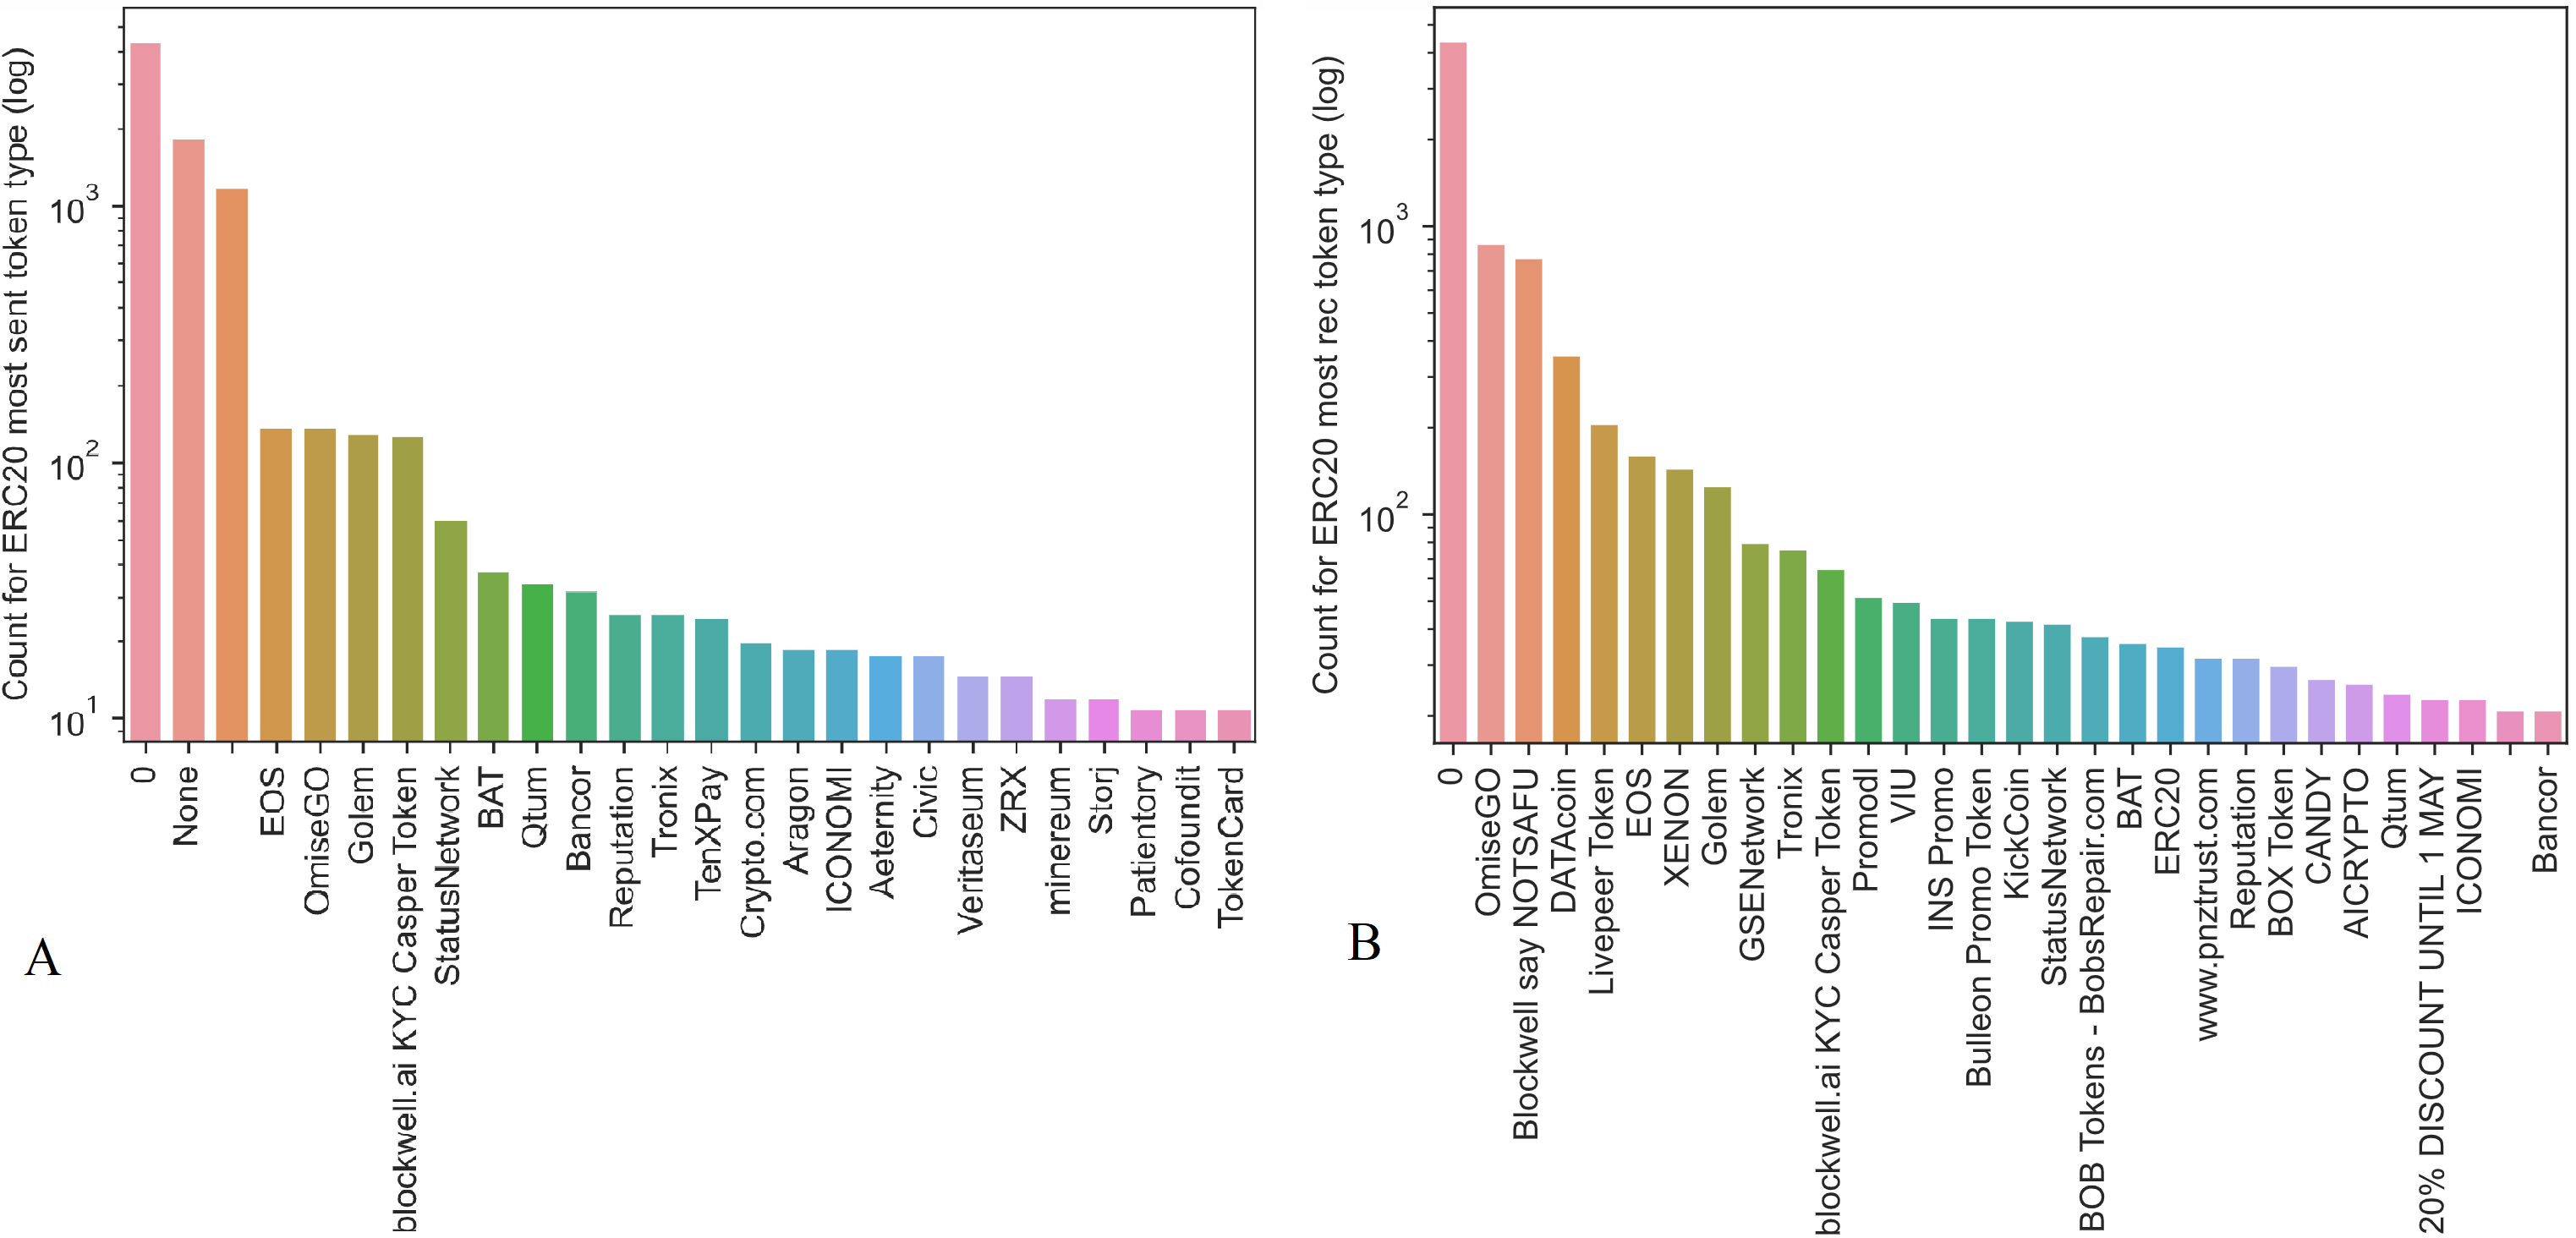 Count for ERC20 most sent token type (log)
10^3
10^2
10^1
0
None
EOS
OmiseGO
Golem
blockwell.ai KYC Casper Token
StatusNetwork
BAT
Qtum
Bancor
Reputation
Tronix
TenXPay
Crypto.com
Aragon
ICONOMI
Aeternity
Civic
Veritaseum
ZRX
minereum
Storj
Patientory
Cofoundit
TokenCard
A
Count for ERC20 most rec token type (log)
10^3
10^2
0
OmiseGO
Blockwell say NOTSAFU
DATAcoin
Livepeer Token
EOS
XENON
Golem
GSENetwork
Tronix
blockwell.ai KYC Casper Token
Promodl
VIU
INS Promo
Bulleon Promo Token
KickCoin
StatusNetwork
BOB Tokens - BobsRepair.com
BAT
ERC20
www.pnztrust.com
Reputation
BOX Token
CANDY
AICRYPTO
Qtum
20% DISCOUNT UNTIL 1 MAY
ICONOMI
Bancor
B